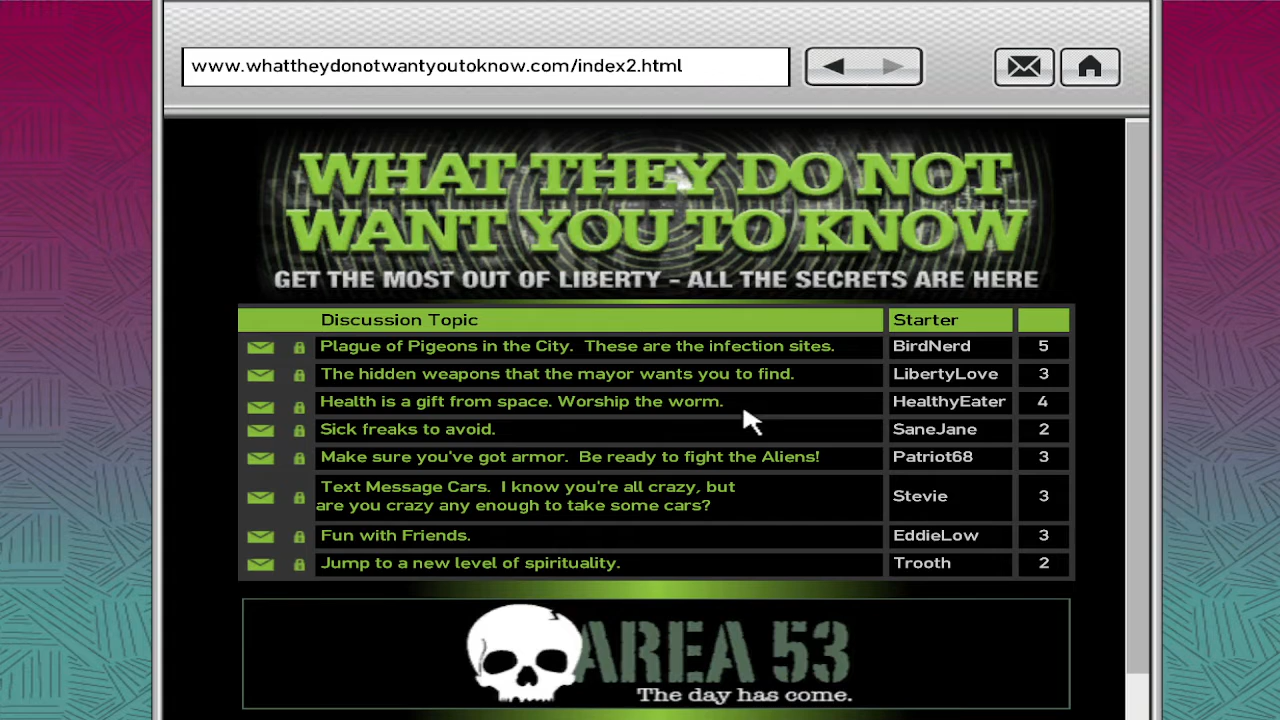 www.whattheydonotwantyoutoknow.com/index2.html
WHAT THEY DO NOT
WANT YOU TO KNOW
GET THE MOST OUT OF LIBERTY - ALL THE SECRETS ARE HERE
Discussion Topic Starter
Plague of Pigeons in the City. These are the infection sites. BirdNerd 5
The hidden weapons that the mayor wants you to find. LibertyLove 3
Health is a gift from space. Worship the worm. HealthyEater 4
Sick freaks to avoid. SaneJane 2
Make sure you've got armor. Be ready to fight the Aliens! Patriot68 3
Text Message Cars. I know you're all crazy, but
are you crazy any enough to take some cars? Stevie 3
Fun with Friends. EddieLow 3
Jump to a new level of spirituality. Trooth 2
AREA 53
The day has come.